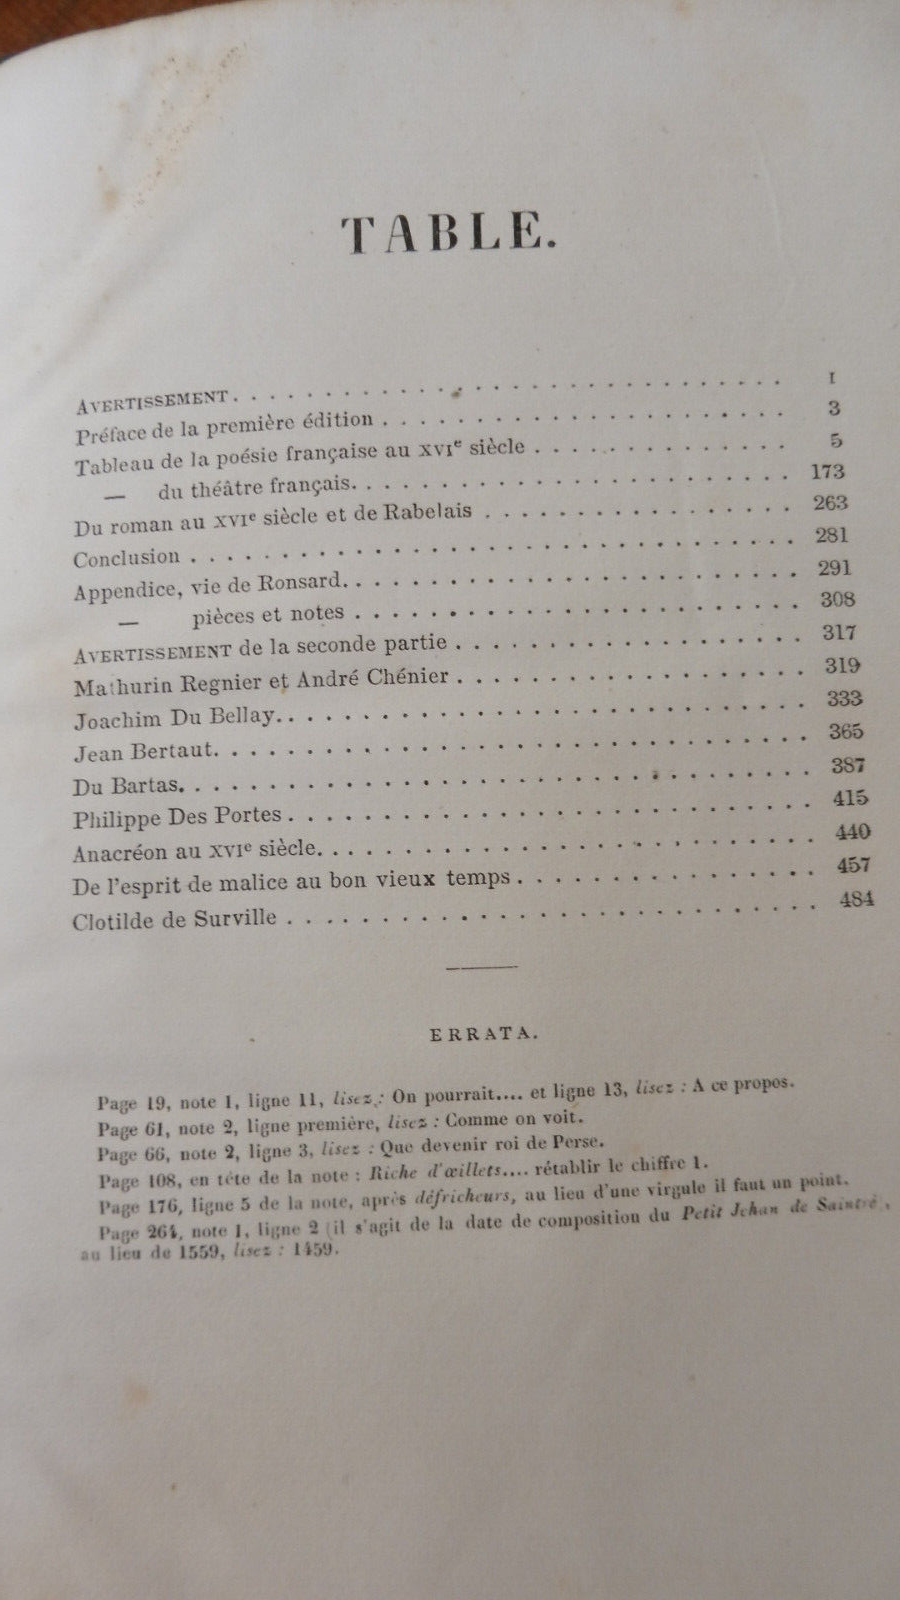 TABLE.
AVERTISSEMENT. . . . . . . . . . . . . . . . . . . . . . . . . . . . . I
Préface de la première édition . . . . . . . . . . . . . . . . . . 3
Tableau de la poésie française au XVIe siècle . . . . . . . . . . . 5
— du théâtre français. . . . . . . . . . . . . . . . . . . . 173
Du roman au XVIe siècle et de Rabelais . . . . . . . . . . . . . 263
Conclusion . . . . . . . . . . . . . . . . . . . . . . . . . . . . 281
Appendice, vie de Ronsard. . . . . . . . . . . . . . . . . . . . . 291
— pièces et notes . . . . . . . . . . . . . . . . . . . . 308
AVERTISSEMENT de la seconde partie . . . . . . . . . . . . . . . 317
Mathurin Regnier et André Chénier . . . . . . . . . . . . . . . 319
Joachim Du Bellay. . . . . . . . . . . . . . . . . . . . . . . . . 333
Jean Bertaut. . . . . . . . . . . . . . . . . . . . . . . . . . . . 365
Du Bartas. . . . . . . . . . . . . . . . . . . . . . . . . . . . . . 387
Philippe Des Portes . . . . . . . . . . . . . . . . . . . . . . . . 415
Anacréon au XVIe siècle. . . . . . . . . . . . . . . . . . . . . . 440
De l'esprit de malice au bon vieux temps . . . . . . . . . . . . 457
Clotilde de Surville . . . . . . . . . . . . . . . . . . . . . . . . 484
ERRATA.
Page 19, note 1, ligne 11, lisez : On pourrait.... et ligne 13, lisez : A ce propos.
Page 61, note 2, ligne première, lisez : Comme on voit.
Page 66, note 2, ligne 3, lisez : Que devenir roi de Perse.
Page 108, en tête de la note : Riche d'œillets.... rétablir le chiffre 1.
Page 176, ligne 5 de la note, après défricheurs, au lieu d'une virgule il faut un point.
Page 264, note 1, ligne 2 (il s'agit de la date de composition du Petit Jehan de Saintré),
au lieu de 1559, lisez : 1459.